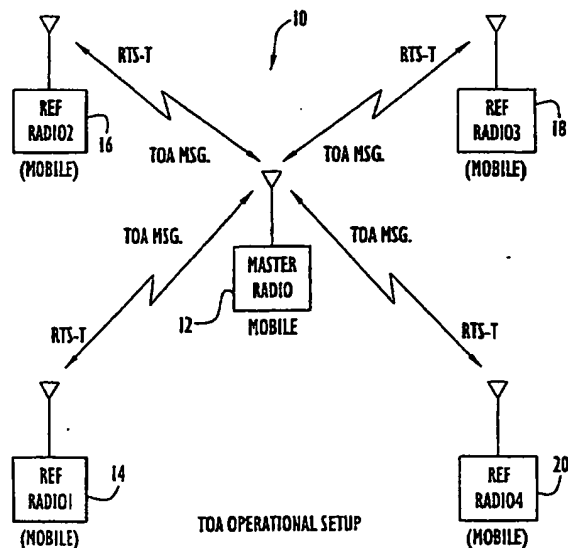 10
RTS-T
RTS-T
REF
RADIO2
16
(MOBILE)
REF
RADIO3
18
(MOBILE)
TOA MSG.
TOA MSG.
TOA MSG.
TOA MSG.
MASTER
RADIO
12
MOBILE
RTS-T
RTS-T
REF
RADIO1
14
(MOBILE)
REF
RADIO4
20
(MOBILE)
TOA OPERATIONAL SETUP